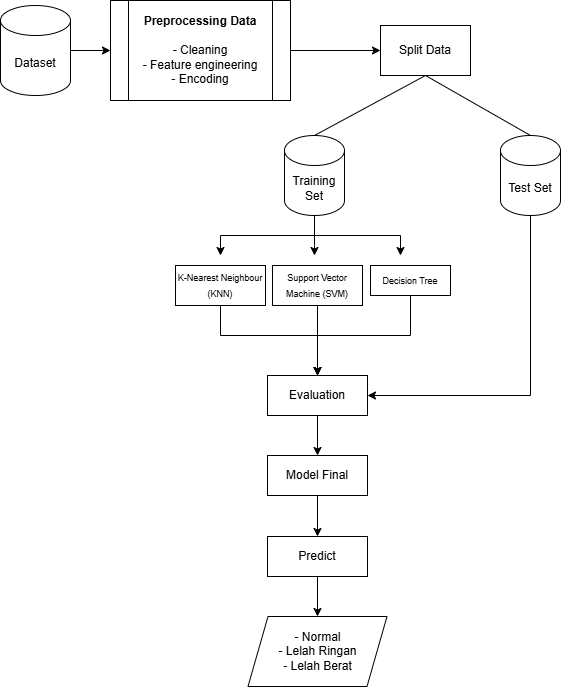 Dataset
Preprocessing Data
- Cleaning
- Feature engineering
- Encoding
Split Data
Training
Set
Test Set
K-Nearest Neighbour
(KNN)
Support Vector
Machine (SVM)
Decision Tree
Evaluation
Model Final
Predict
- Normal
- Lelah Ringan
- Lelah Berat